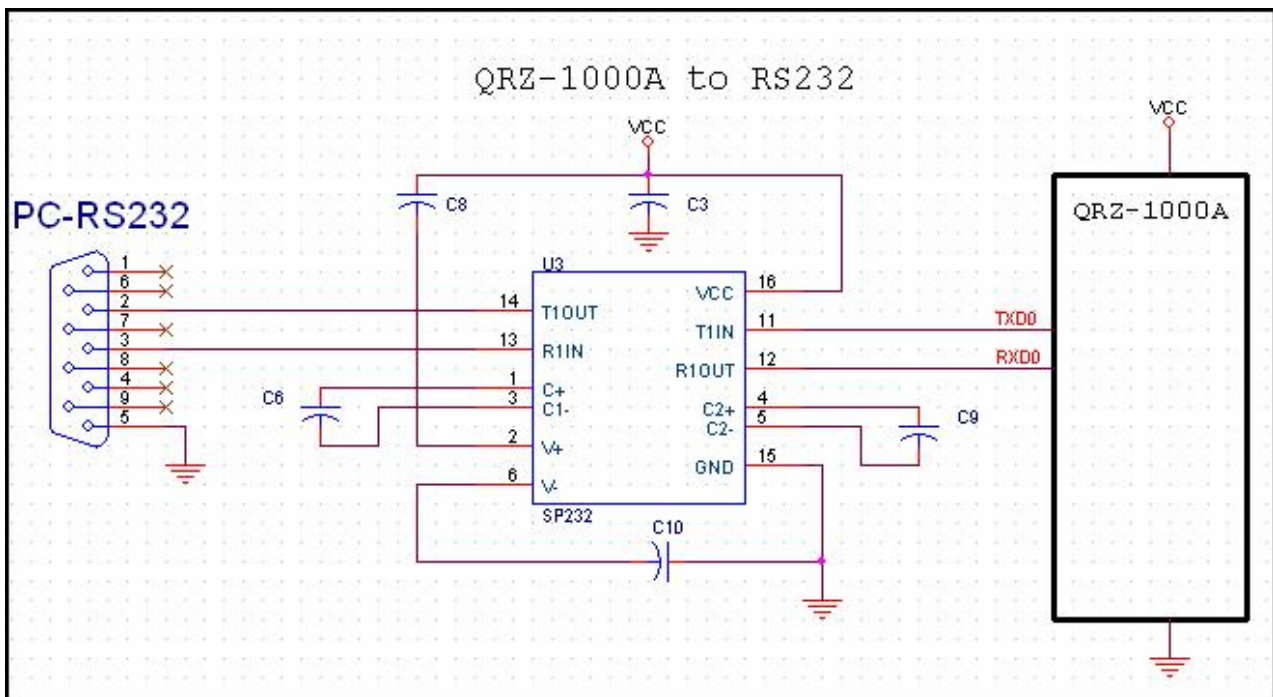 QRZ-1000A to RS232
VCC
VCC
C8
C3
QRZ-1000A
PC-RS232
1
6
2
7
3
8
4
9
5
U3
14
T1OUT
13
R1IN
1
C+
3
C1-
2
V+
6
V-
VCC
16
T1IN
11
R1OUT
12
C2+
4
C2-
5
GND
15
SP232
TXD0
RXD0
C6
C9
C10